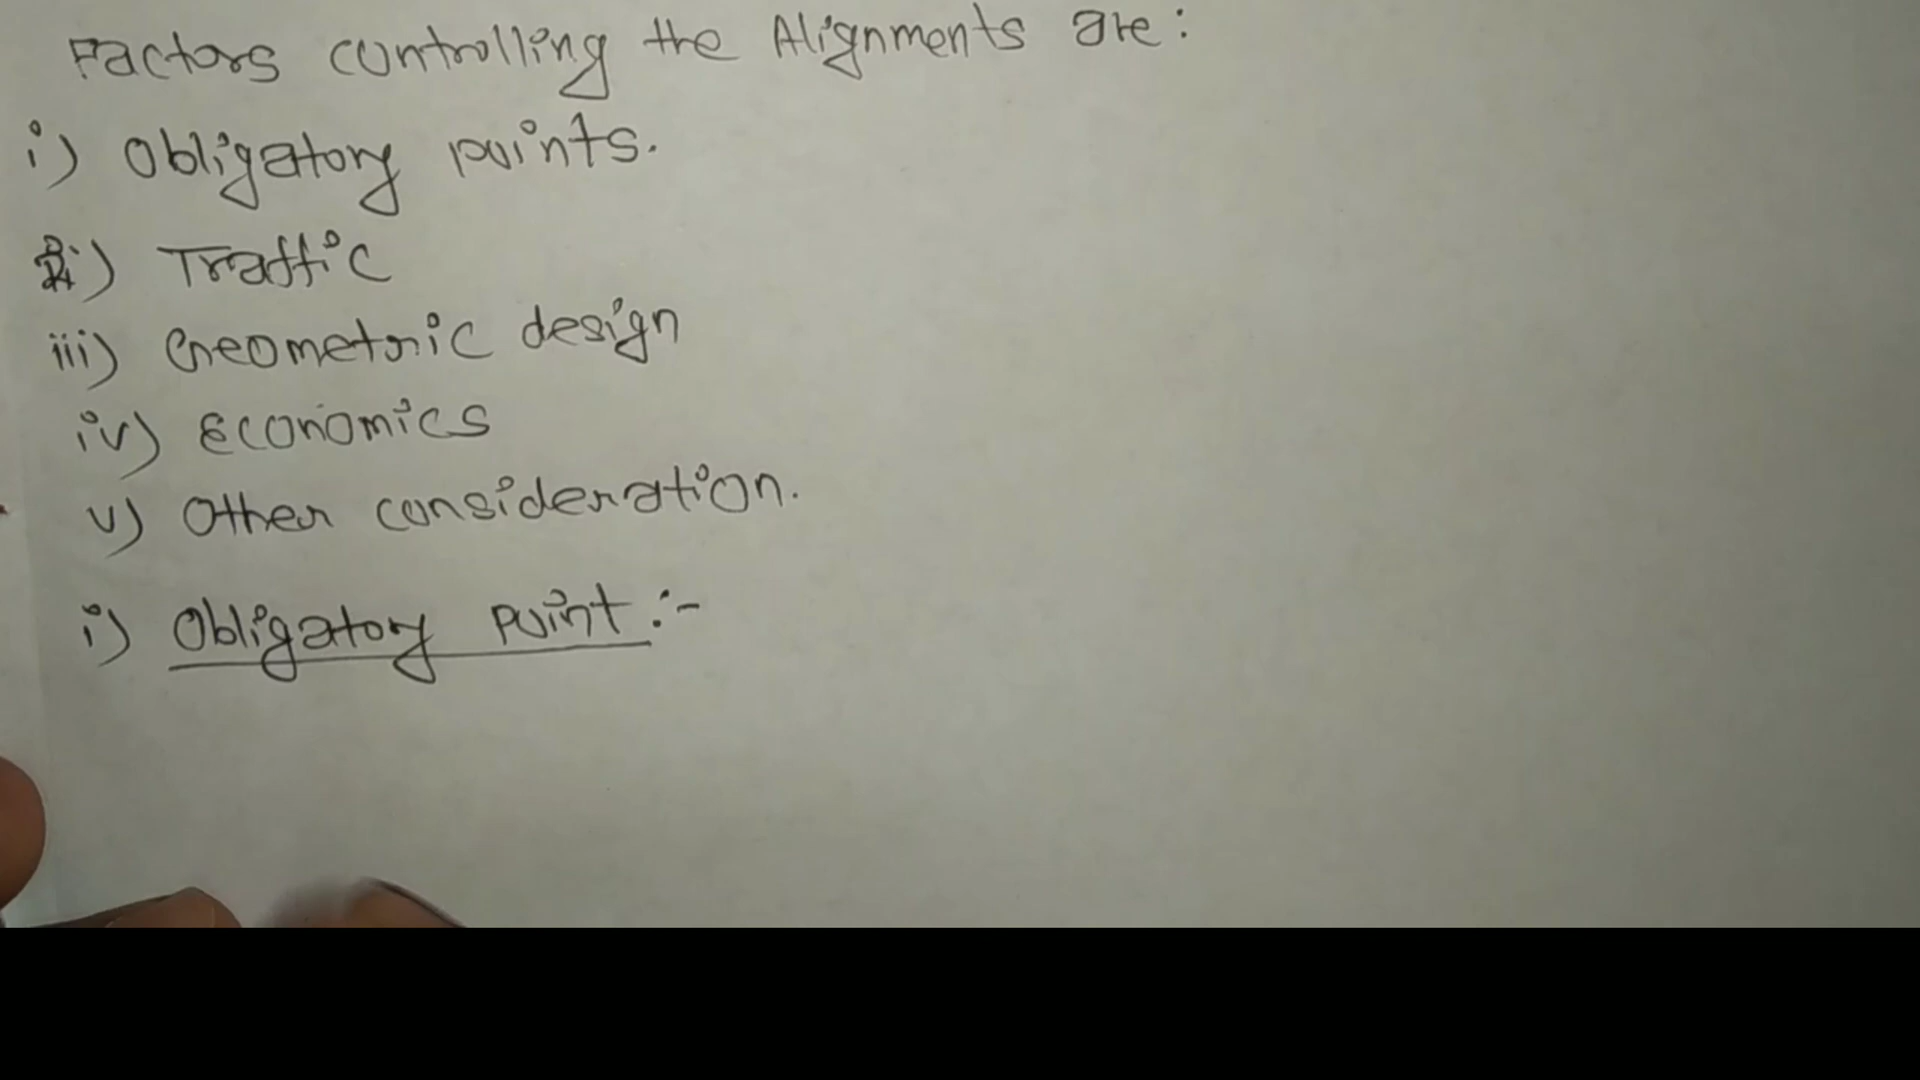 Factors controlling the Alignments are:
i) Obligatory points.
ii) Traffic
iii) Geometric design
iv) Economics
v) Other consideration.
i) Obligatory Point :-